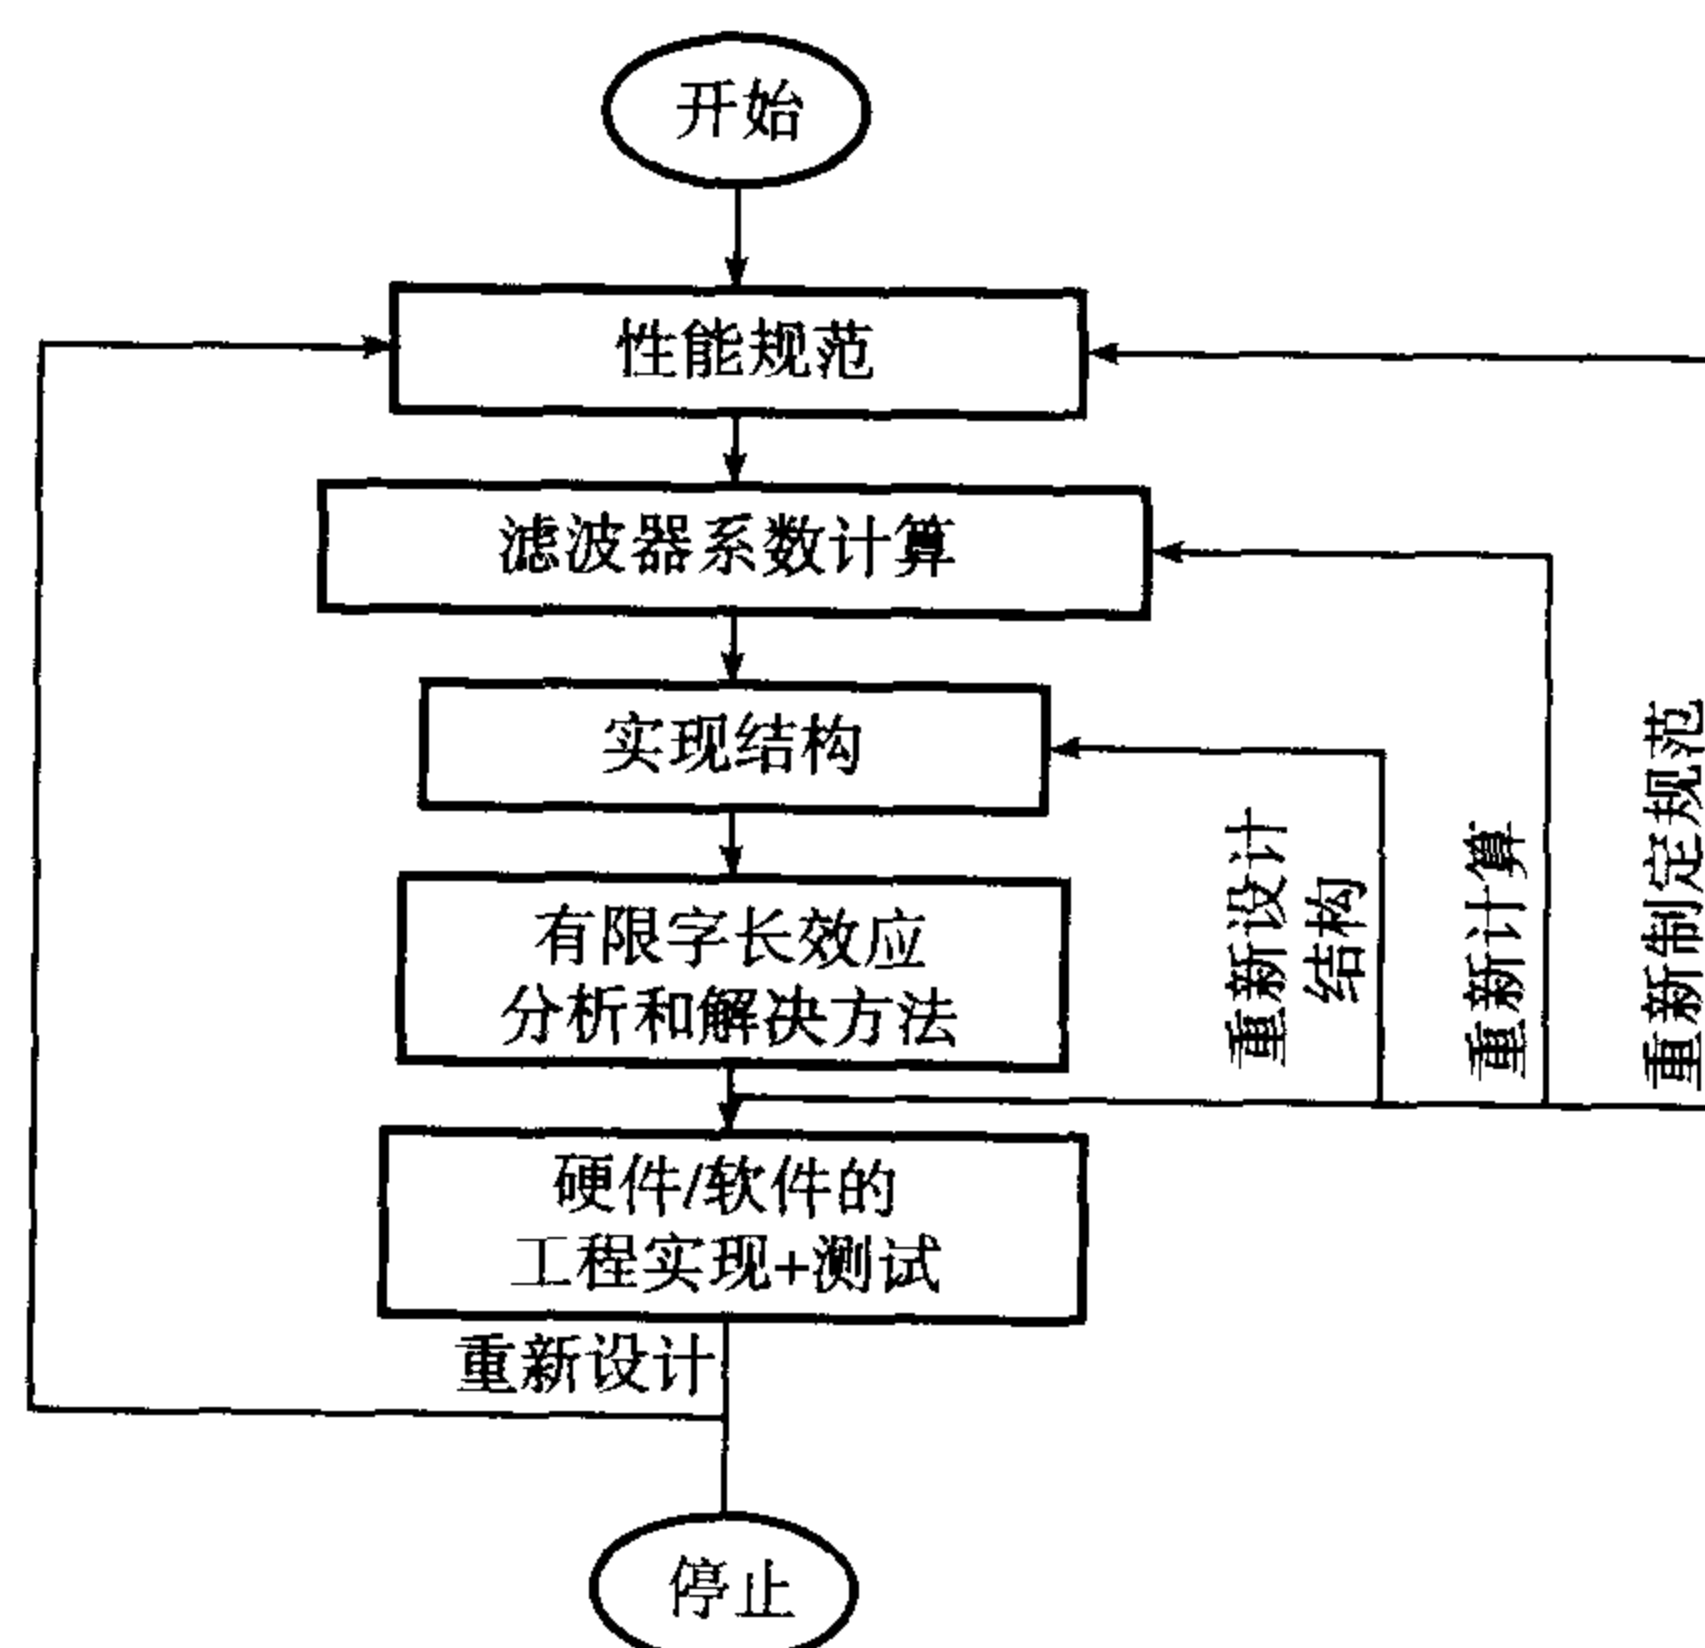 开始
性能规范
滤波器系数计算
实现结构
有限字长效应
分析和解决方法
重新设计
结构
重新计算
重新制定规范
硬件/软件的
工程实现+测试
重新设计
停止